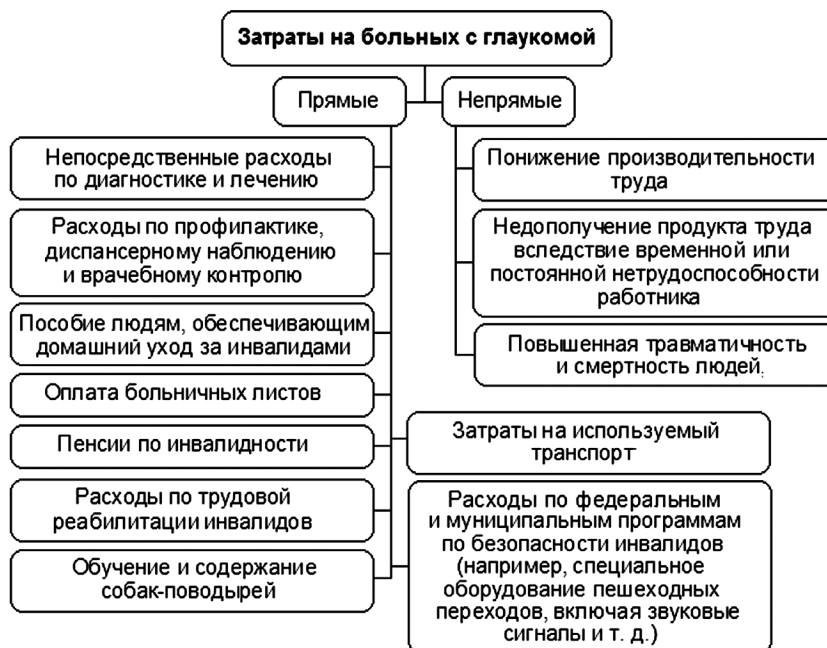 Затраты на больных с глаукомой
Прямые
Непрямые
Непосредственные расходы
по диагностике и лечению
Расходы по профилактике,
диспансерному наблюдению
и врачебному контролю
Пособие людям, обеспечивающим
домашний уход за инвалидами
Оплата больничных листов
Пенсии по инвалидности
Расходы по трудовой
реабилитации инвалидов
Обучение и содержание
собак-поводырей
Понижение производительности
труда
Недополучение продукта труда
вследствие временной или
постоянной нетрудоспособности
работника
Повышенная травматичность
и смертность людей
Затраты на используемый
транспорт
Расходы по федеральным
и муниципальным программам
по безопасности инвалидов
(например, специальное
оборудование пешеходных
переходов, включая звуковые
сигналы и т. д.)